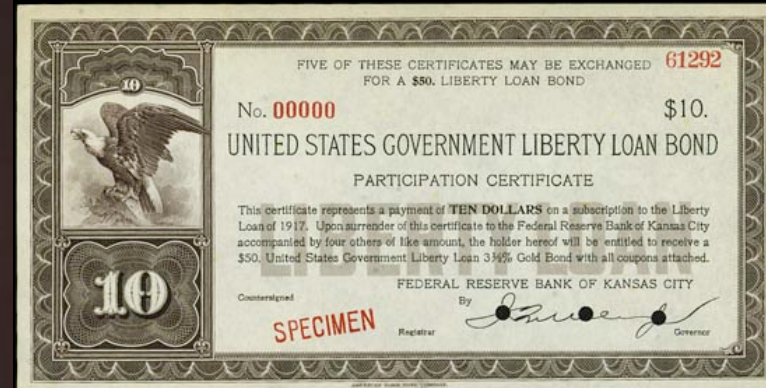 FIVE OF THESE CERTIFICATES MAY BE EXCHANGED 61292
FOR A $50. LIBERTY LOAN BOND
10
No. 00000 $10.
UNITED STATES GOVERNMENT LIBERTY LOAN BOND
PARTICIPATION CERTIFICATE
This certificate represents a payment of TEN DOLLARS on a subscription to the Liberty
Loan of 1917. Upon surrender of this certificate to the Federal Reserve Bank of Kansas City
accompanied by four others of like amount, the holder hereof will be entitled to receive a
$50. United States Government Liberty Loan 3½% Gold Bond with all coupons attached.
LIBERTY LOAN
10
FEDERAL RESERVE BANK OF KANSAS CITY
Countersigned By
SPECIMEN
Registrar Governor
AMERICAN BANK NOTE COMPANY.